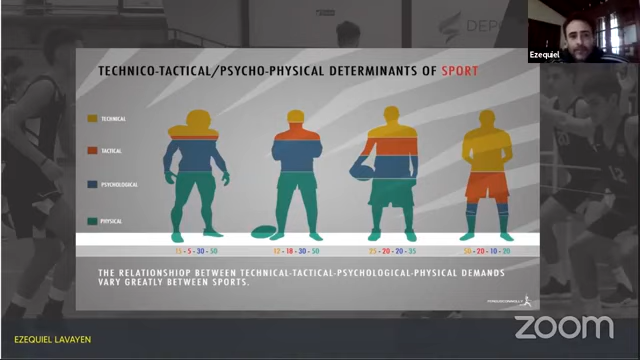 DEPO
Ezequiel
TECHNICO-TACTICAL/PSYCHO-PHYSICAL DETERMINANTS OF SPORT
TECHNICAL
TACTICAL
PSYCHOLOGICAL
PHYSICAL
15 - 5 - 30 - 50
12 - 18 - 30 - 50
25 - 20 - 20 - 35
50 - 20 - 10 - 20
THE RELATIONSHIOP BETWEEN TECHNICAL-TACTICAL-PSYCHOLOGICAL-PHYSICAL DEMANDS
VARY GREATLY BETWEEN SPORTS.
zoom
EZEQUIEL LAVAYEN